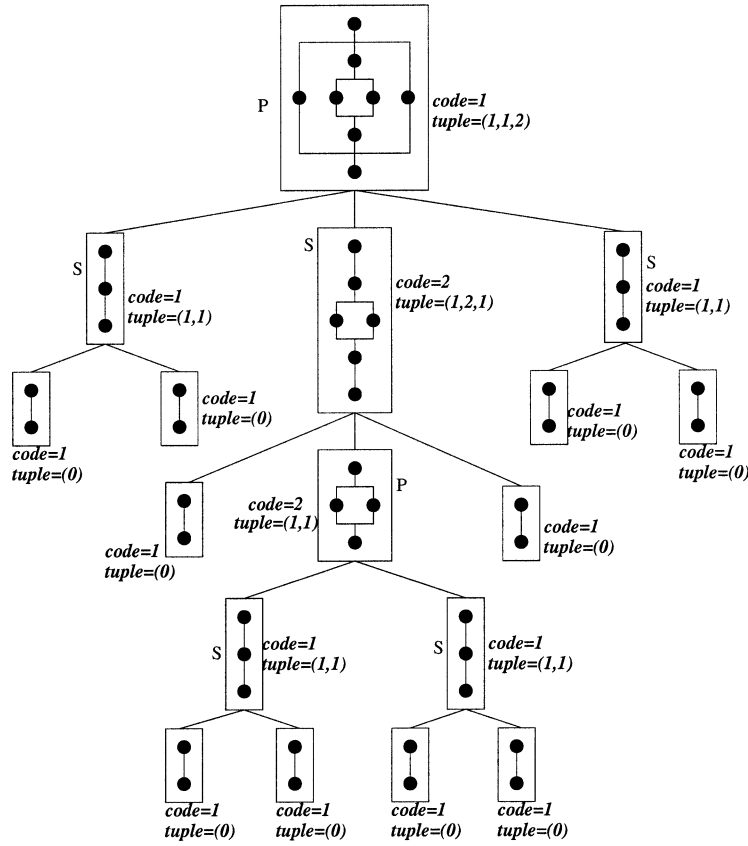 P
code=1
tuple=(1,1,2)
S
code=1
tuple=(1,1)
S
code=2
tuple=(1,2,1)
S
code=1
tuple=(1,1)
code=1
tuple=(0)
code=1
tuple=(0)
code=1
tuple=(0)
code=1
tuple=(0)
code=1
tuple=(0)
code=2
tuple=(1,1)
P
code=1
tuple=(0)
S
code=1
tuple=(1,1)
S
code=1
tuple=(1,1)
code=1
tuple=(0)
code=1
tuple=(0)
code=1
tuple=(0)
code=1
tuple=(0)